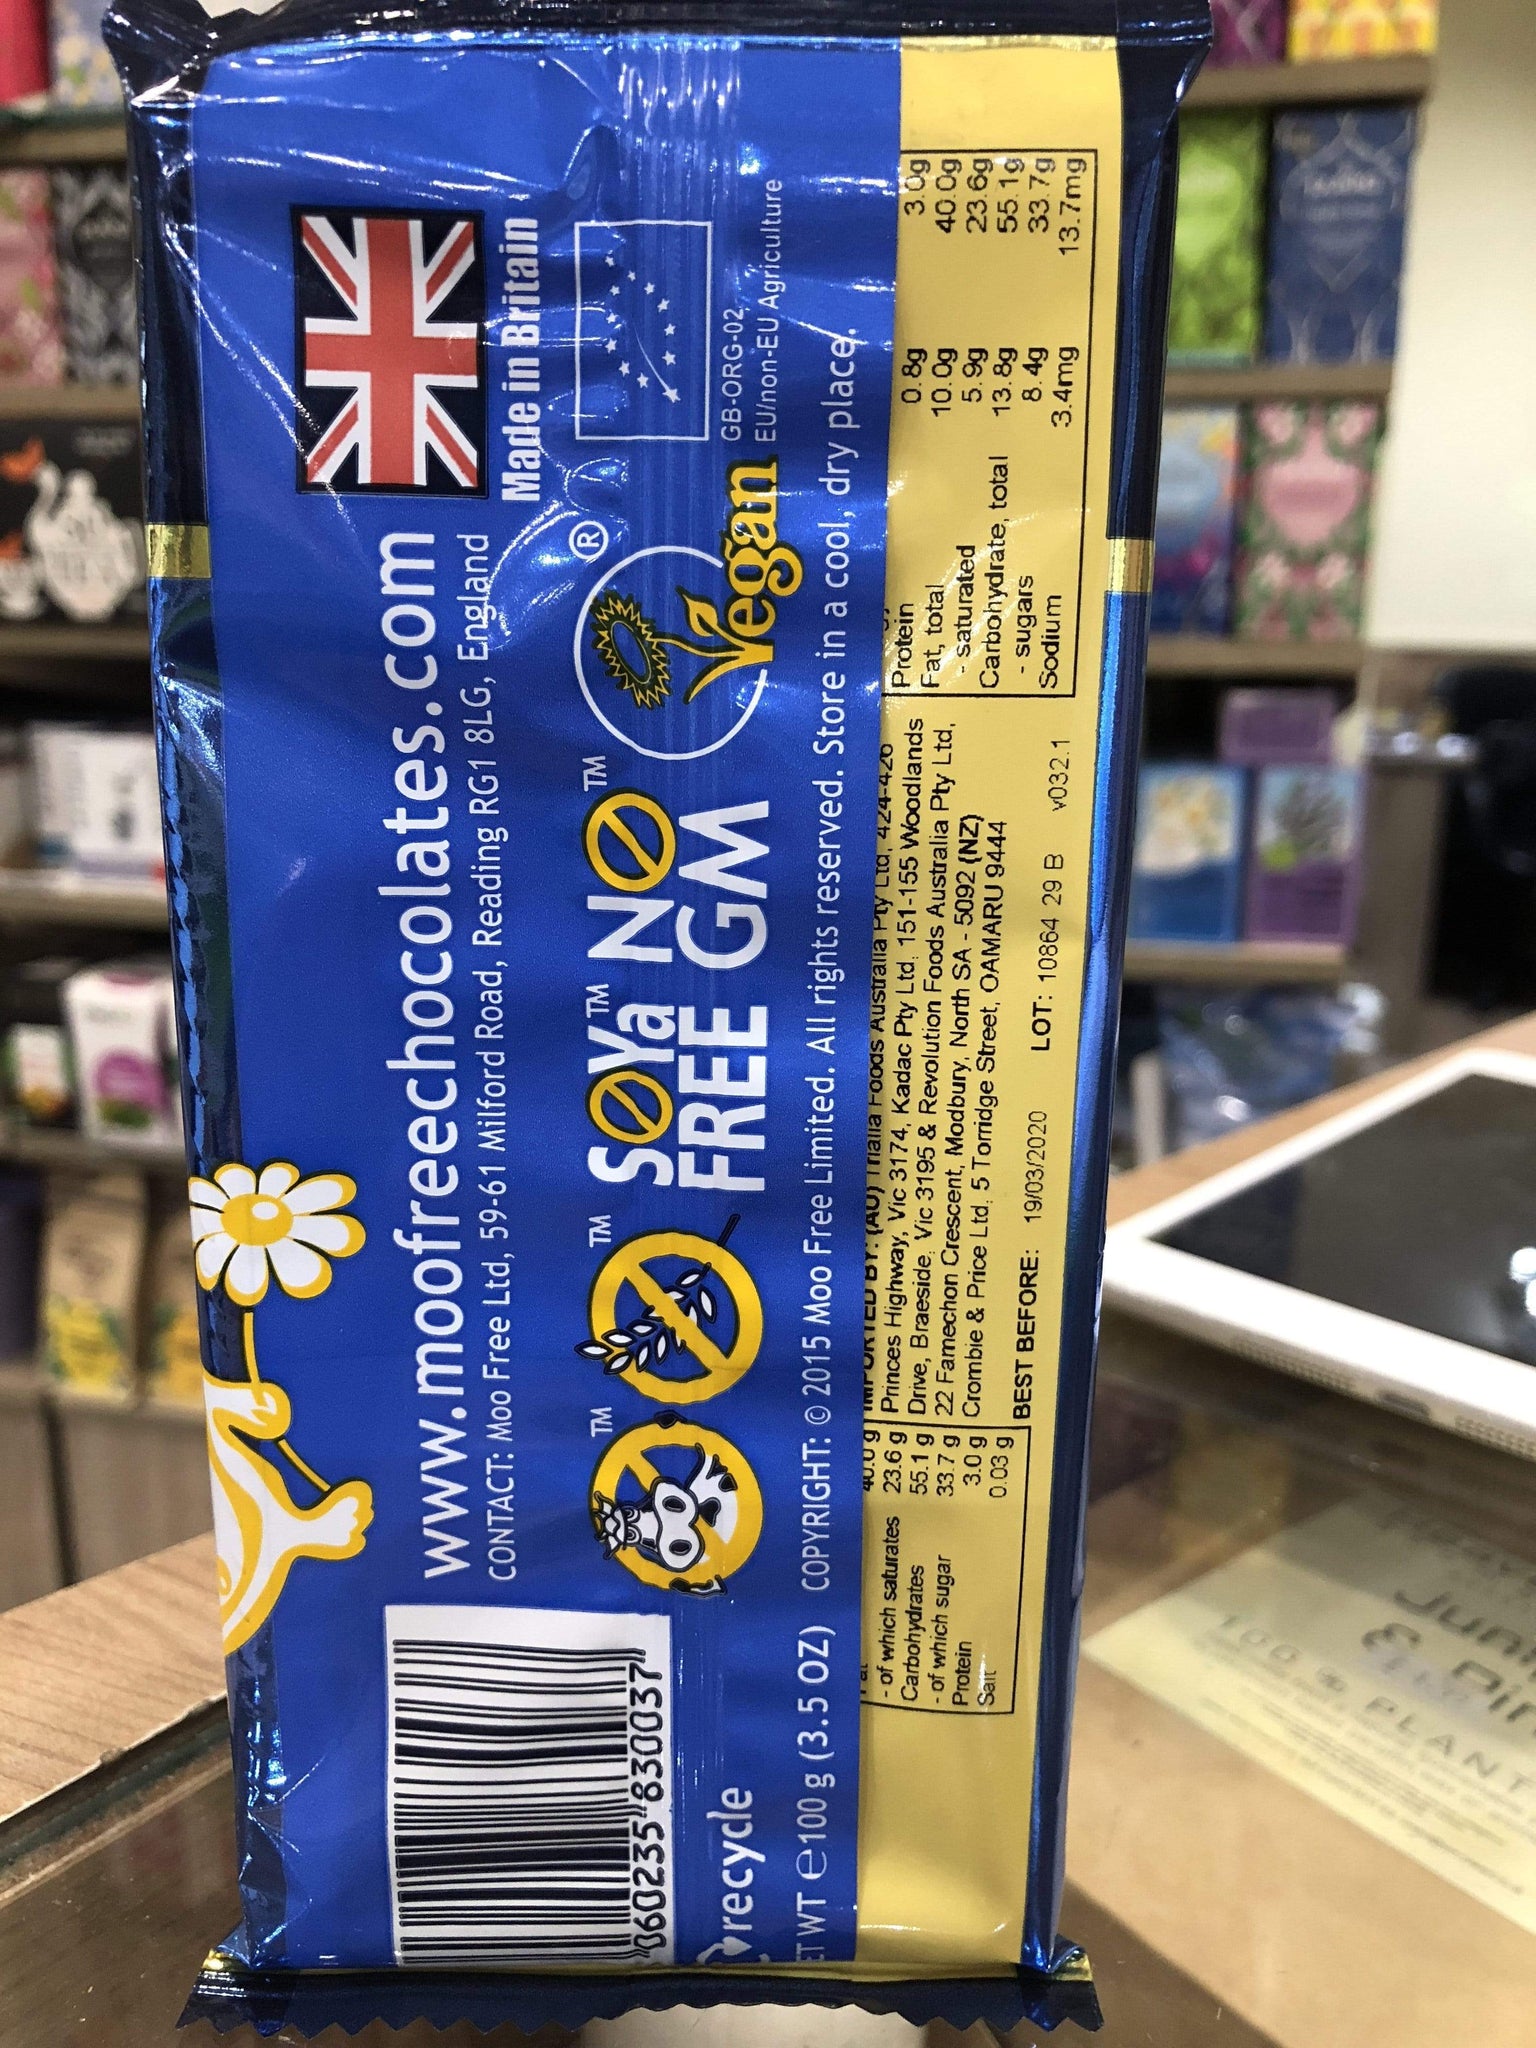 www.moofreechocolates.com
CONTACT: Moo Free Ltd, 59-61 Milford Road, Reading RG1 8LG, England
Made in Britain
060235 830037
TM
TM
SOYa™ NO™
FREE GM
®
Vegan
GB-ORG-02
EU/non-EU Agriculture
recycle
WT ℮ 100 g (3.5 OZ) COPYRIGHT: © 2015 Moo Free Limited. All rights reserved. Store in a cool, dry place.
40.0 g
- of which saturates 23.6 g
Carbohydrates 55.1 g
- of which sugar 33.7 g
Protein 3.0 g
Salt 0.03 g
IMPORTED BY: (AU) Trialia Foods Australia Pty Ltd, 424-426
Princes Highway, Vic 3174, Kadac Pty Ltd. 151-155 Woodlands
Drive, Braeside. Vic 3195 & Revolution Foods Australia Pty Ltd,
22 Famechon Crescent, Modbury, North SA - 5092 (NZ)
Crombie & Price Ltd. 5 Torridge Street, OAMARU 9444
BEST BEFORE: 19/03/2020 LOT: 10864 29 B v032.1
Protein 0.8g 3.0g
Fat, total 10.0g 40.0g
- saturated 5.9g 23.6g
Carbohydrate, total 13.8g 55.1g
- sugars 8.4g 33.7g
Sodium 3.4mg 13.7mg